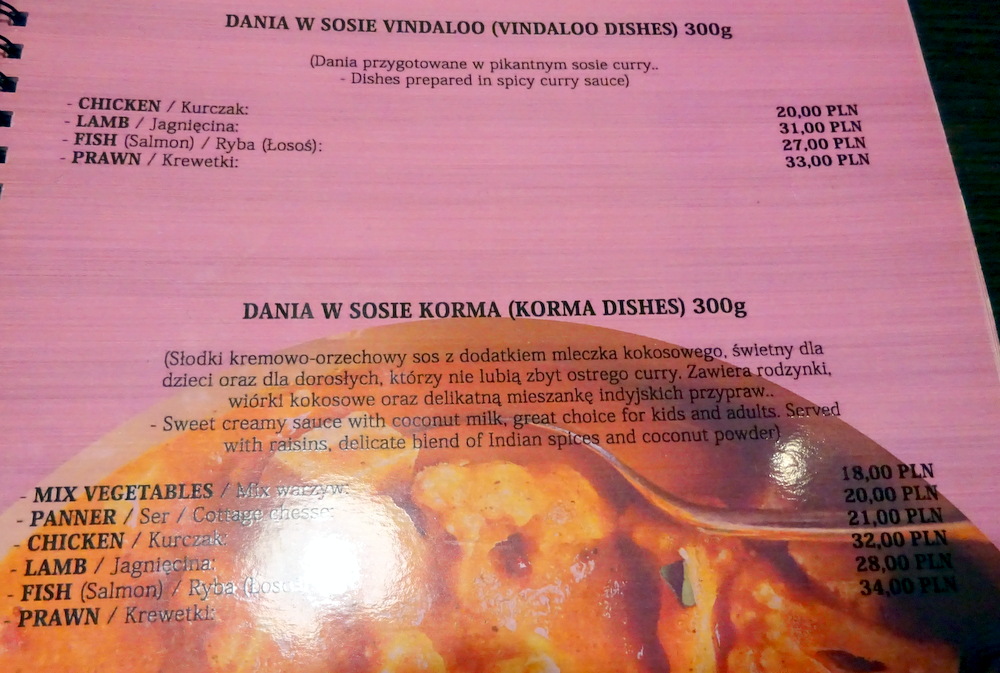 DANIA W SOSIE VINDALOO (VINDALOO DISHES) 300g
(Dania przygotowane w pikantnym sosie curry..
- Dishes prepared in spicy curry sauce)
- CHICKEN / Kurczak: 20,00 PLN
- LAMB / Jagnięcina: 31,00 PLN
- FISH (Salmon) / Ryba (Łosoś): 27,00 PLN
- PRAWN / Krewetki: 33,00 PLN
DANIA W SOSIE KORMA (KORMA DISHES) 300g
(Słodki kremowo-orzechowy sos z dodatkiem mleczka kokosowego, świetny dla
dzieci oraz dla dorosłych, którzy nie lubią zbyt ostrego curry. Zawiera rodzynki,
wiórki kokosowe oraz delikatną mieszankę indyjskich przypraw..
- Sweet creamy sauce with coconut milk, great choice for kids and adults. Served
with raisins, delicate blend of Indian spices and coconut powder)
- MIX VEGETABLES / Mix warzyw: 18,00 PLN
- PANNER / Ser / Cottage chesse: 20,00 PLN
- CHICKEN / Kurczak: 21,00 PLN
- LAMB / Jagnięcina: 32,00 PLN
- FISH (Salmon) / Ryba (Łosoś): 28,00 PLN
- PRAWN / Krewetki: 34,00 PLN